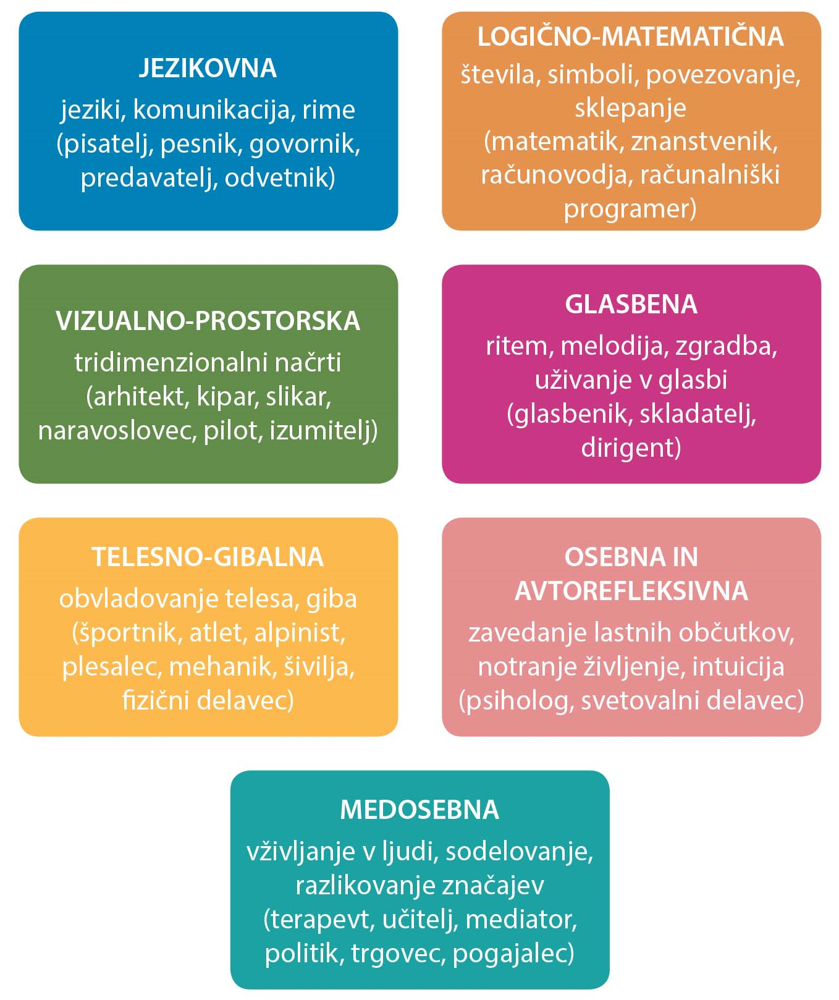 JEZIKOVNA
jeziki, komunikacija, rime
(pisatelj, pesnik, govornik,
predavatelj, odvetnik)
LOGIČNO-MATEMATIČNA
števila, simboli, povezovanje,
sklepanje
(matematik, znanstvenik,
računovodja, računalniški
programer)
VIZUALNO-PROSTORSKA
tridimenzionalni načrti
(arhitekt, kipar, slikar,
naravoslovec, pilot, izumitelj)
GLASBENA
ritem, melodija, zgradba,
uživanje v glasbi
(glasbenik, skladatelj,
dirigent)
TELESNO-GIBALNA
obvladovanje telesa, giba
(športnik, atlet, alpinist,
plesalec, mehanik, šivilja,
fizični delavec)
OSEBNA IN
AVTOREFLEKSIVNA
zavedanje lastnih občutkov,
notranje življenje, intuicija
(psiholog, svetovalni delavec)
MEDOSEBNA
vživljanje v ljudi, sodelovanje,
razlikovanje značajev
(terapevt, učitelj, mediator,
politik, trgovec, pogajalec)